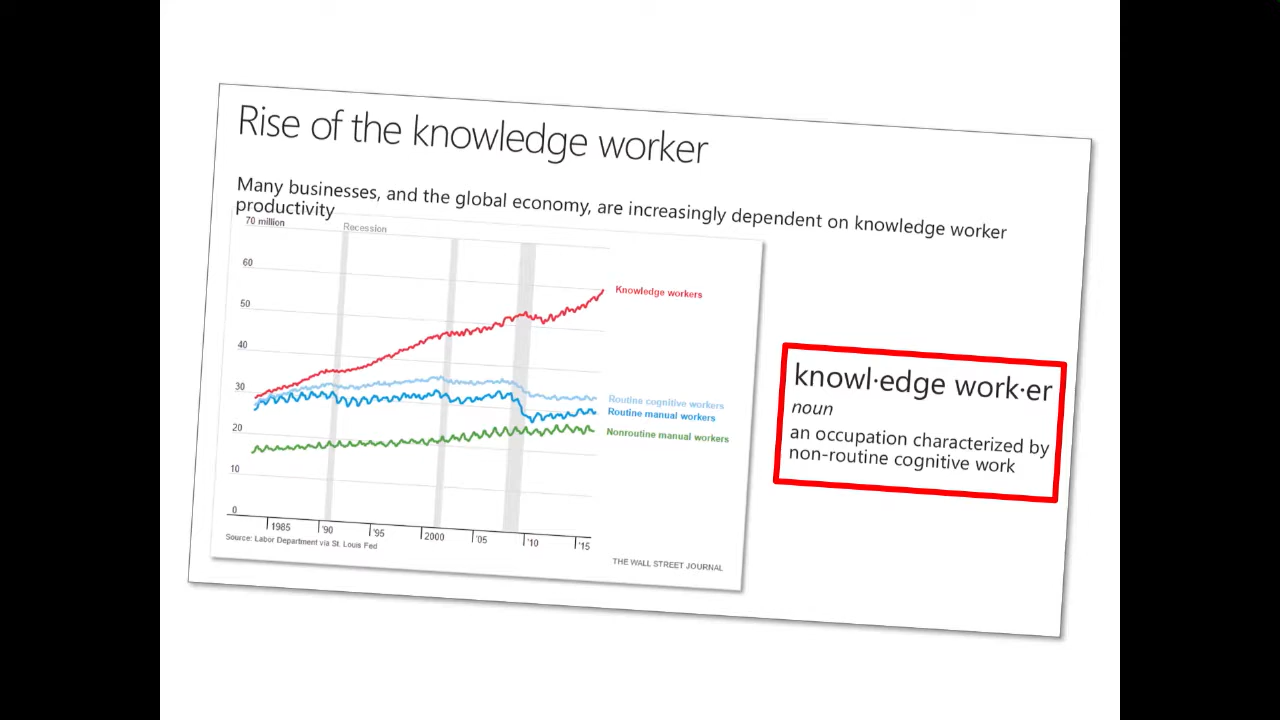 Rise of the knowledge worker
Many businesses, and the global economy, are increasingly dependent on knowledge worker
productivity
70 million
Recession
60
50
40
30
20
10
0
Knowledge workers
Routine cognitive workers
Routine manual workers
Nonroutine manual workers
1985
'90
'95
2000
'05
'10
'15
Source: Labor Department via St. Louis Fed
THE WALL STREET JOURNAL
knowl·edge work·er
noun
an occupation characterized by
non-routine cognitive work